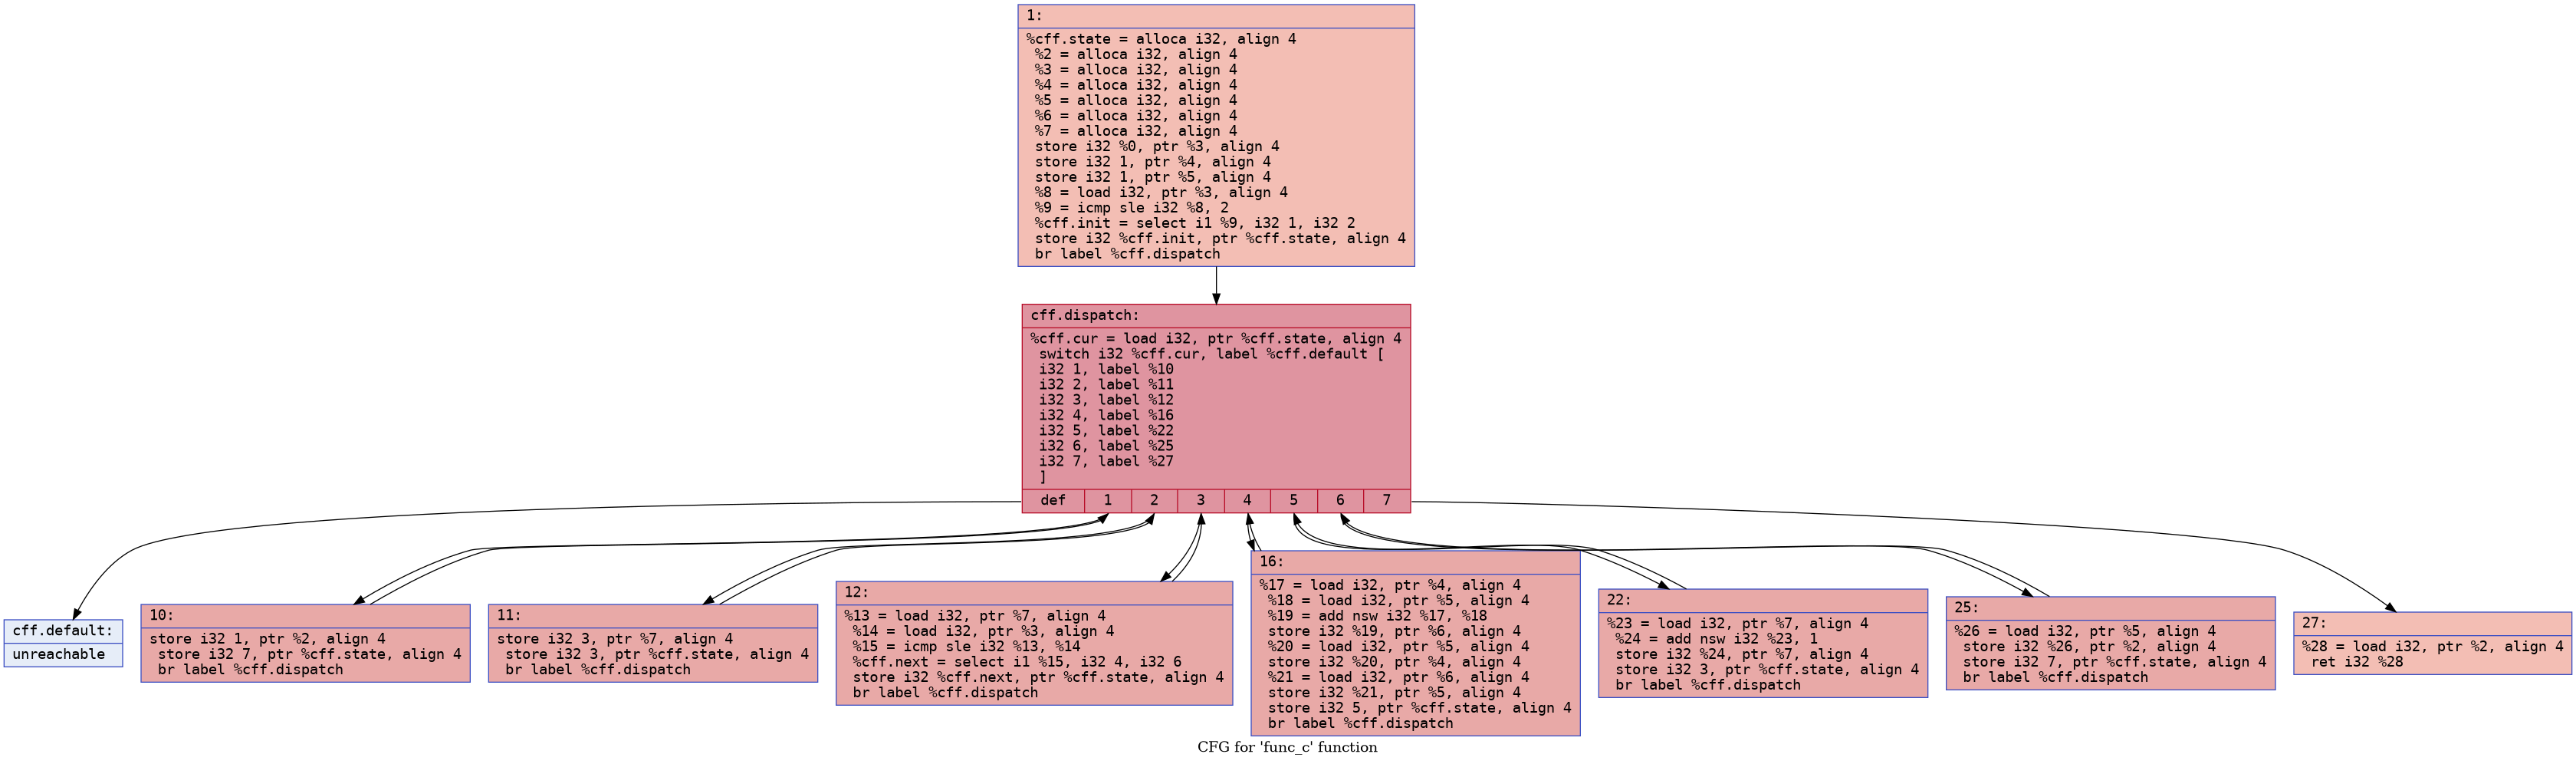 1:
%cff.state = alloca i32, align 4
%2 = alloca i32, align 4
%3 = alloca i32, align 4
%4 = alloca i32, align 4
%5 = alloca i32, align 4
%6 = alloca i32, align 4
%7 = alloca i32, align 4
store i32 %0, ptr %3, align 4
store i32 1, ptr %4, align 4
store i32 1, ptr %5, align 4
%8 = load i32, ptr %3, align 4
%9 = icmp sle i32 %8, 2
%cff.init = select i1 %9, i32 1, i32 2
store i32 %cff.init, ptr %cff.state, align 4
br label %cff.dispatch
cff.dispatch:
%cff.cur = load i32, ptr %cff.state, align 4
switch i32 %cff.cur, label %cff.default [
i32 1, label %10
i32 2, label %11
i32 3, label %12
i32 4, label %16
i32 5, label %22
i32 6, label %25
i32 7, label %27
]
def 1 2 3 4 5 6 7
cff.default:
unreachable
10:
store i32 1, ptr %2, align 4
store i32 7, ptr %cff.state, align 4
br label %cff.dispatch
11:
store i32 3, ptr %7, align 4
store i32 3, ptr %cff.state, align 4
br label %cff.dispatch
12:
%13 = load i32, ptr %7, align 4
%14 = load i32, ptr %3, align 4
%15 = icmp sle i32 %13, %14
%cff.next = select i1 %15, i32 4, i32 6
store i32 %cff.next, ptr %cff.state, align 4
br label %cff.dispatch
16:
%17 = load i32, ptr %4, align 4
%18 = load i32, ptr %5, align 4
%19 = add nsw i32 %17, %18
store i32 %19, ptr %6, align 4
%20 = load i32, ptr %5, align 4
store i32 %20, ptr %4, align 4
%21 = load i32, ptr %6, align 4
store i32 %21, ptr %5, align 4
store i32 5, ptr %cff.state, align 4
br label %cff.dispatch
22:
%23 = load i32, ptr %7, align 4
%24 = add nsw i32 %23, 1
store i32 %24, ptr %7, align 4
store i32 3, ptr %cff.state, align 4
br label %cff.dispatch
25:
%26 = load i32, ptr %5, align 4
store i32 %26, ptr %2, align 4
store i32 7, ptr %cff.state, align 4
br label %cff.dispatch
27:
%28 = load i32, ptr %2, align 4
ret i32 %28
CFG for 'func_c' function